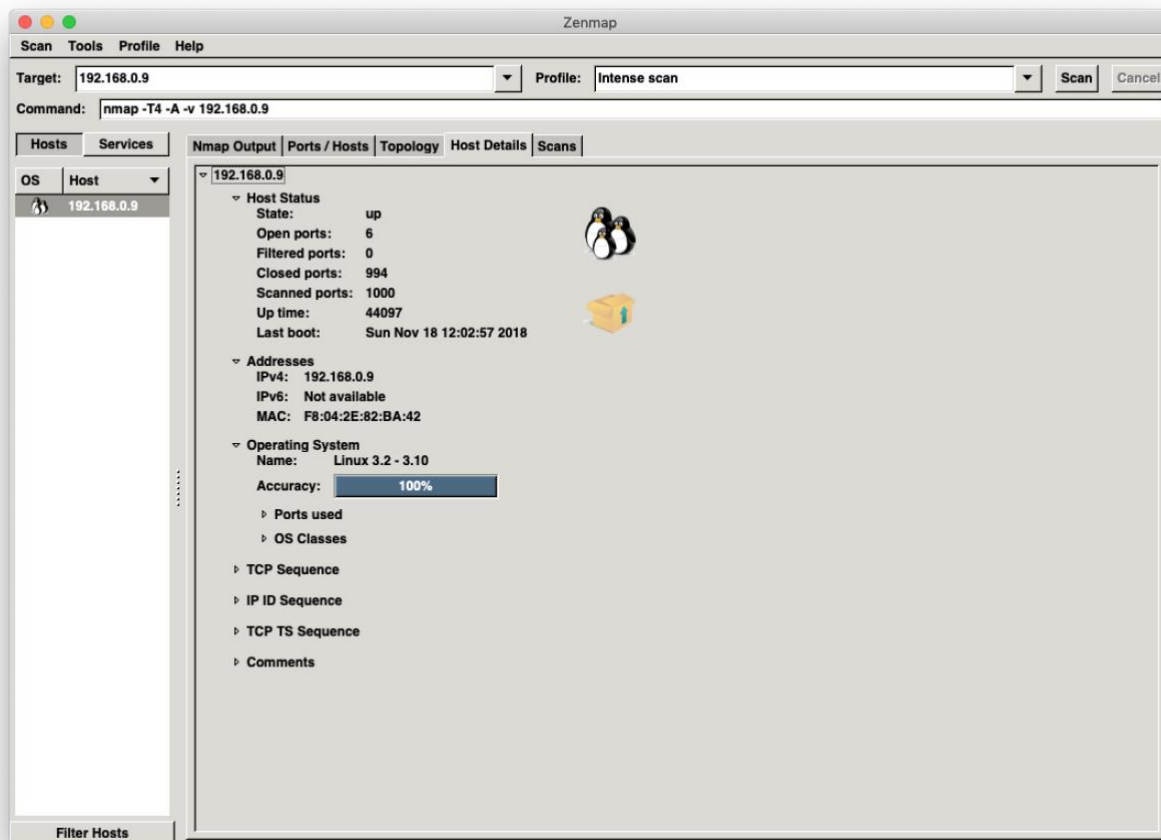 Zenmap
Scan Tools Profile Help
Target: 192.168.0.9 Profile: Intense scan Scan Cancel
Command: nmap -T4 -A -v 192.168.0.9
Hosts Services Nmap Output Ports / Hosts Topology Host Details Scans
OS Host
192.168.0.9
192.168.0.9
Host Status
State: up
Open ports: 6
Filtered ports: 0
Closed ports: 994
Scanned ports: 1000
Up time: 44097
Last boot: Sun Nov 18 12:02:57 2018
Addresses
IPv4: 192.168.0.9
IPv6: Not available
MAC: F8:04:2E:82:BA:42
Operating System
Name: Linux 3.2 - 3.10
Accuracy: 100%
Ports used
OS Classes
TCP Sequence
IP ID Sequence
TCP TS Sequence
Comments
Filter Hosts